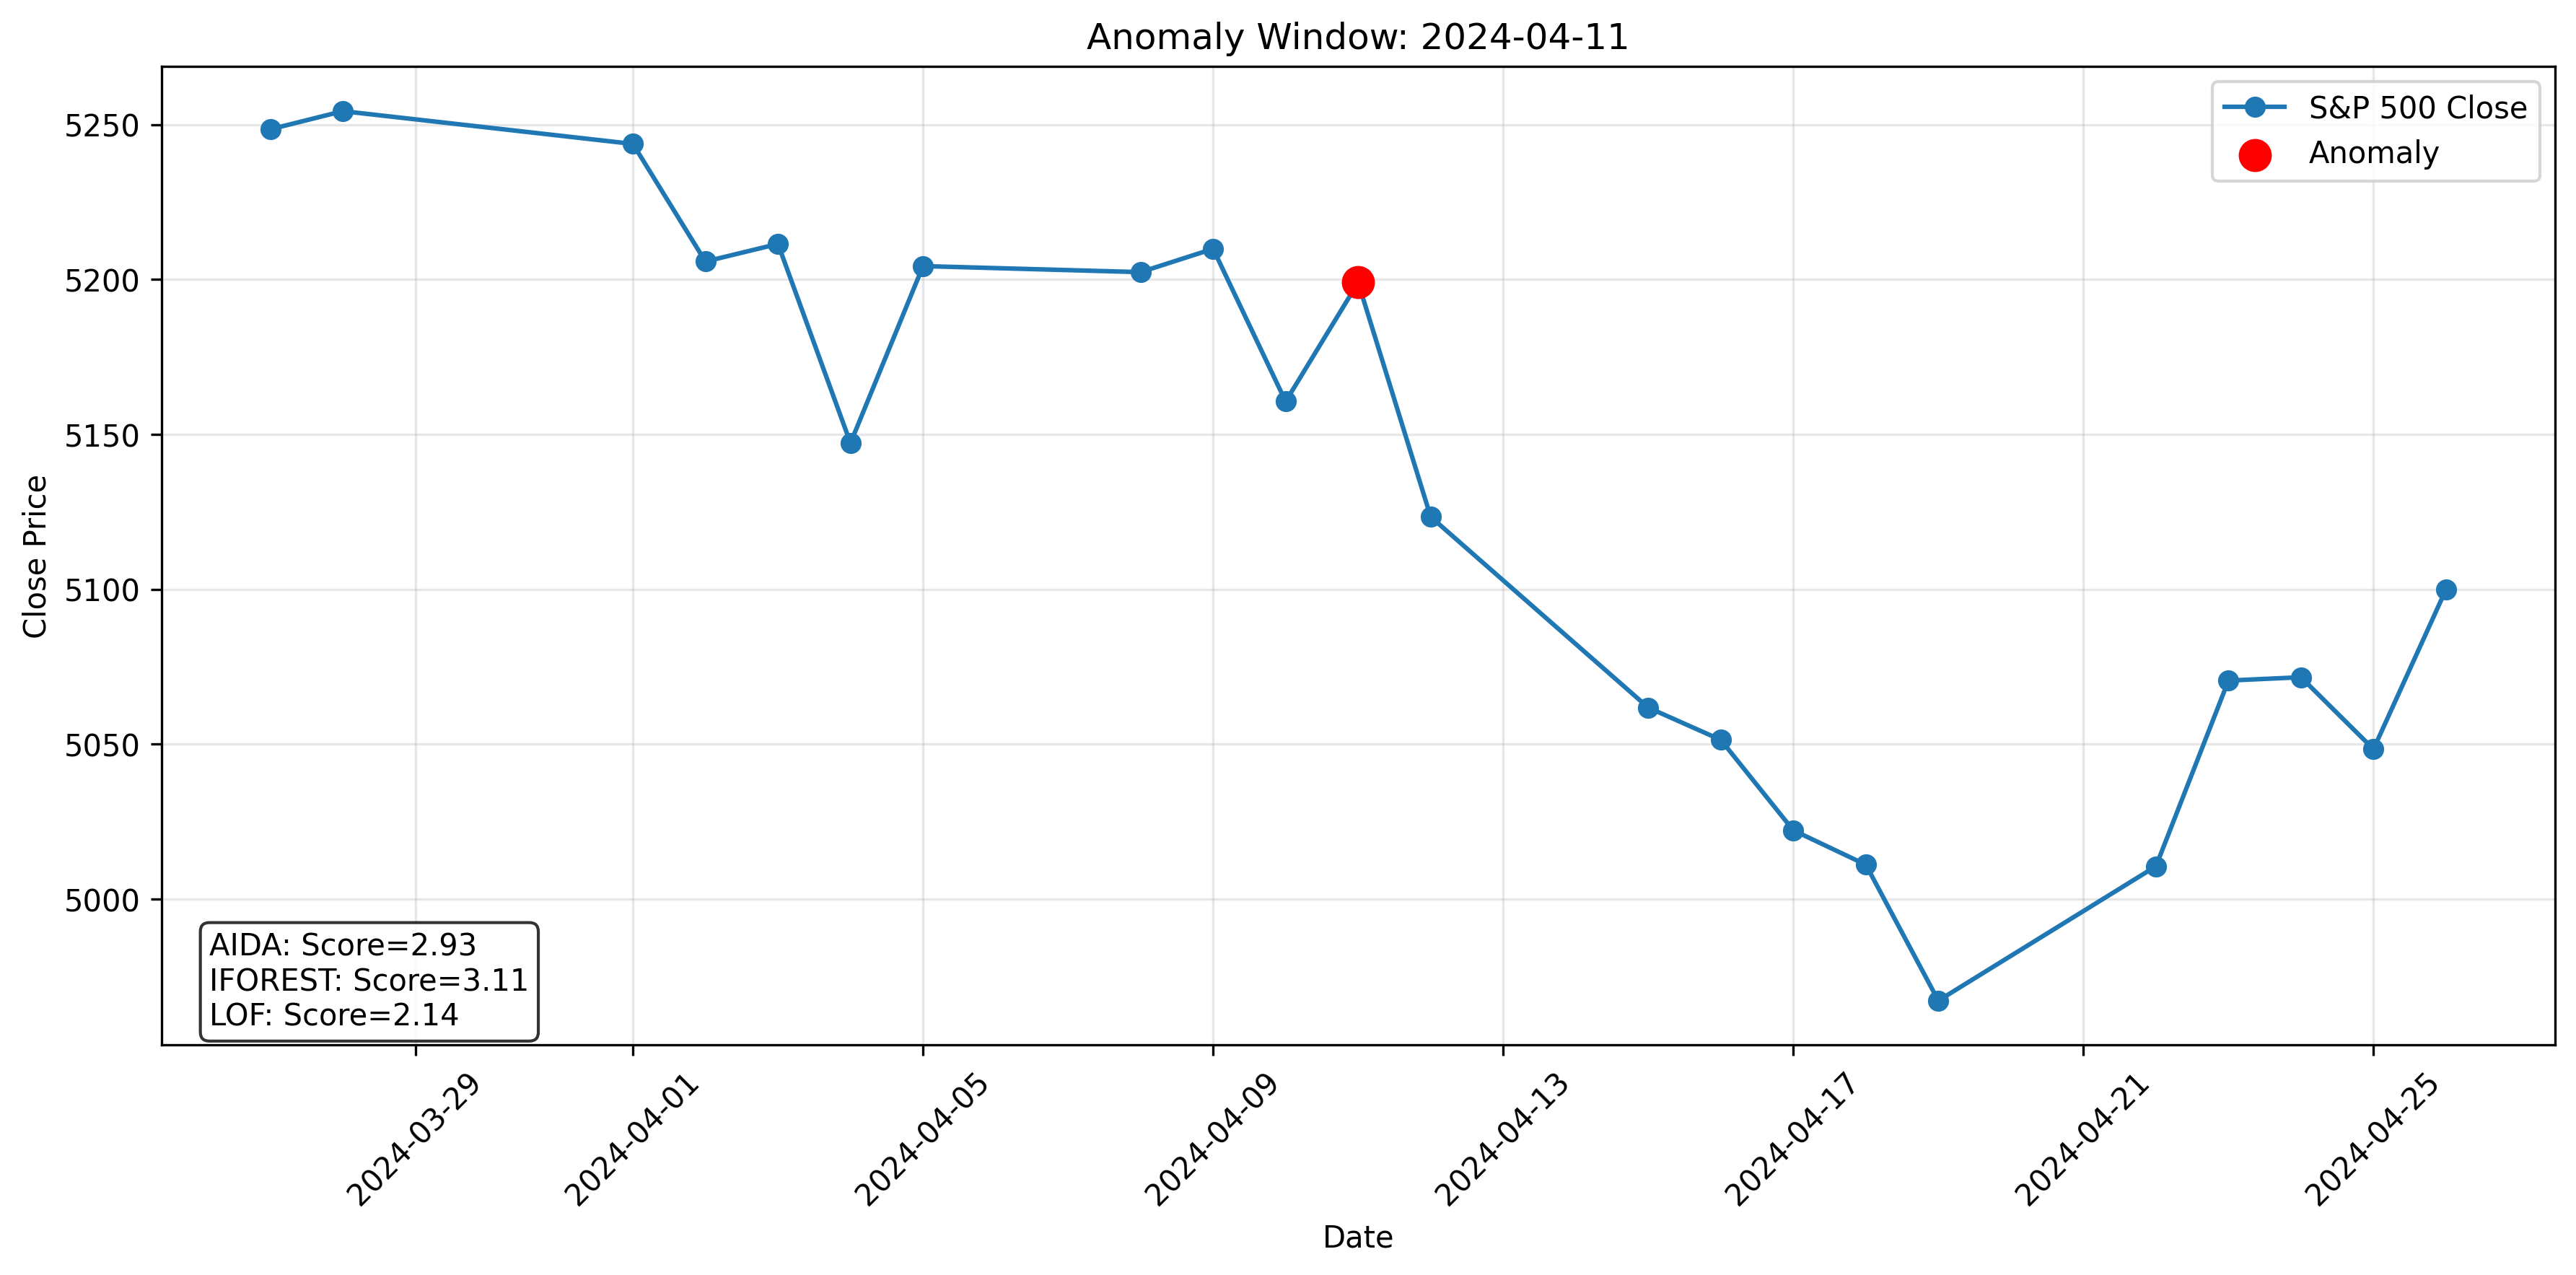 Anomaly Window: 2024-04-11
S&P 500 Close
Anomaly
Close Price
5250
5200
5150
5100
5050
5000
AIDA: Score=2.93
IFOREST: Score=3.11
LOF: Score=2.14
2024-03-29
2024-04-01
2024-04-05
2024-04-09
2024-04-13
2024-04-17
2024-04-21
2024-04-25
Date